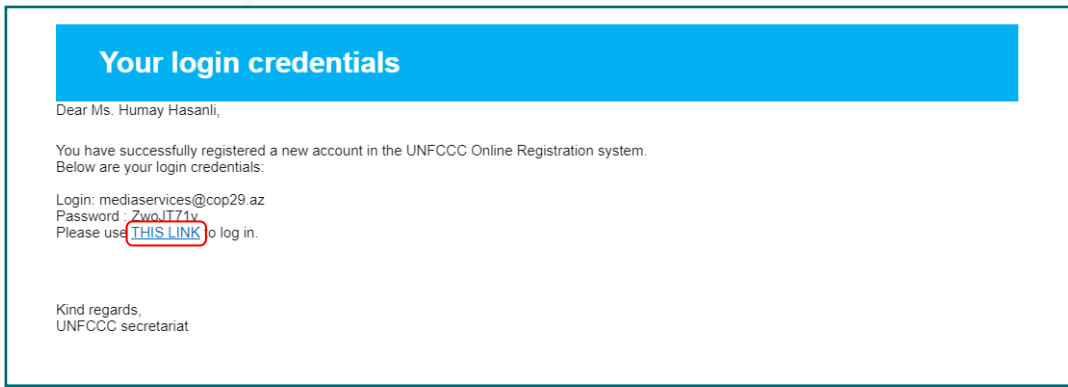 Your login credentials
Dear Ms. Humay Hasanli,
You have successfully registered a new account in the UNFCCC Online Registration system.
Below are your login credentials:
Login: mediaservices@cop29.az
Password : ZwoJT71v
Please use THIS LINK to log in.
Kind regards,
UNFCCC secretariat